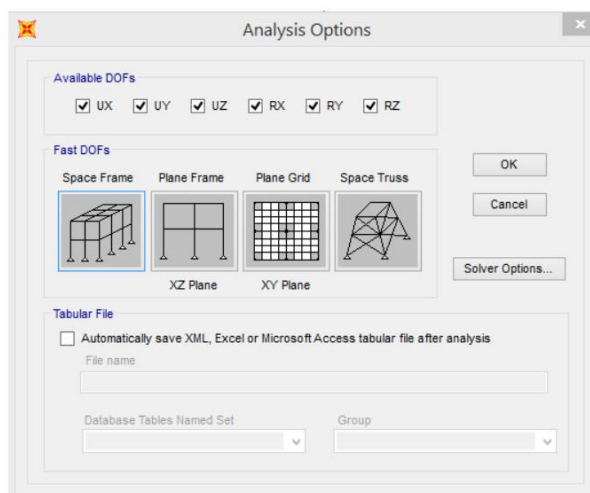 Analysis Options
Available DOFs
UX UY UZ RX RY RZ
Fast DOFs
Space Frame Plane Frame Plane Grid Space Truss
XZ Plane XY Plane
OK
Cancel
Solver Options...
Tabular File
Automatically save XML, Excel or Microsoft Access tabular file after analysis
File name
Database Tables Named Set Group